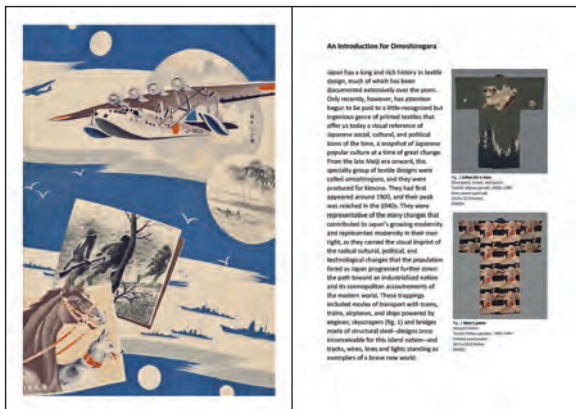 An Introduction for Omoshirogara
Japan has a long and rich history in textile
design, much of which has been
documented extensively over the years.
Only recently, however, has attention
begun to be paid to a little-recognized but
ingenious genre of printed textiles that
offer us today a visual reference of
Japanese social, cultural, and political
icons of the time, a snapshot of Japanese
popular culture at a time of great change.
From the late Meiji era onward, this
specialty group of textile designs were
called omoshirogara, and they were
produced for kimono. They had first
appeared around 1900, and their peak
was reached in the 1940s. They were
representative of the many changes that
contributed to Japan's growing modernity
and represented modernity in their own
right, as they carried the visual imprint of
the radical cultural, political, and
technological changes that the population
faced as Japan progressed further down
the path toward an industrialized nation
and its cosmopolitan accoutrements of
the modern world. These trappings
included modes of transport with trams,
trains, airplanes, and ships powered by
engines; skyscrapers (fig. 1) and bridges
made of structural steel—designs once
inconceivable for this island nation—and
tracks, wires, lines and lights standing as
exemplars of a brave new world